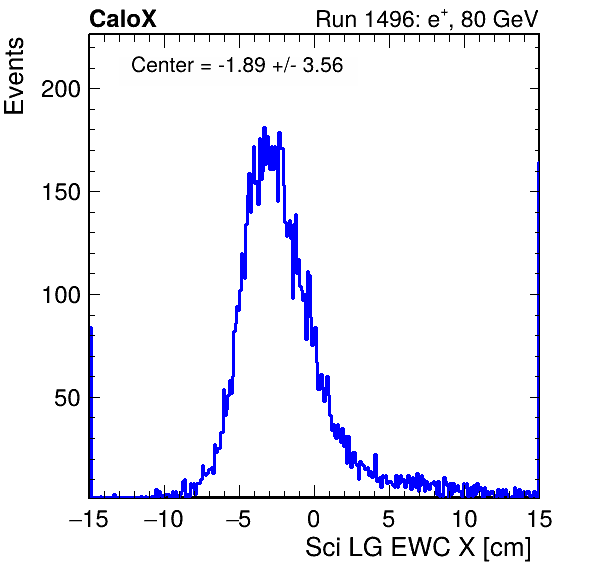 CaloX Run 1496: e⁺, 80 GeV
Center = -1.89 +/- 3.56
Events
200
150
100
50
−15 −10 −5 0 5 10 15
Sci LG EWC X [cm]